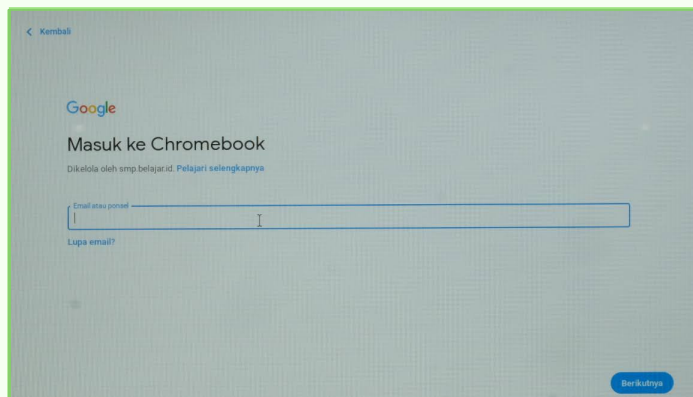 Kembali
Google
Masuk ke Chromebook
Dikelola oleh smp.belajar.id. Pelajari selengkapnya
Email atau ponsel
Lupa email?
Berikutnya